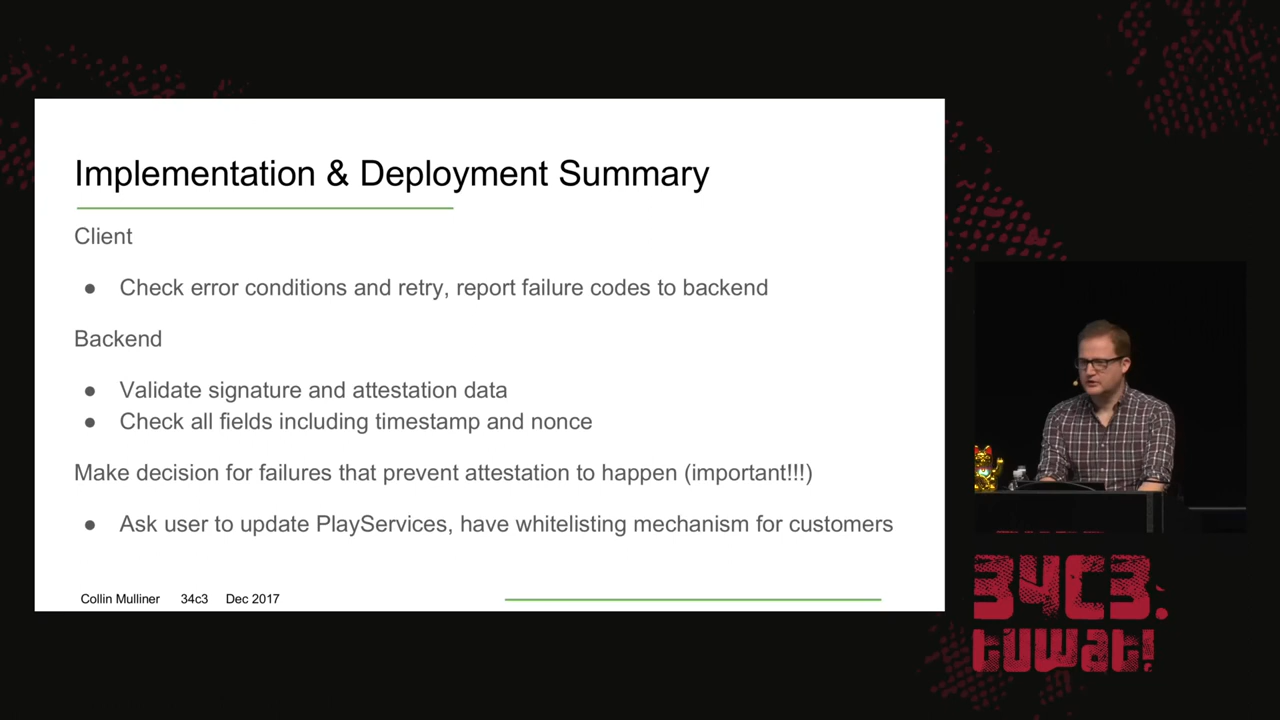 Implementation & Deployment Summary
Client
● Check error conditions and retry, report failure codes to backend
Backend
● Validate signature and attestation data
● Check all fields including timestamp and nonce
Make decision for failures that prevent attestation to happen (important!!!)
● Ask user to update PlayServices, have whitelisting mechanism for customers
Collin Mulliner 34c3 Dec 2017
34C3.
tuwat!